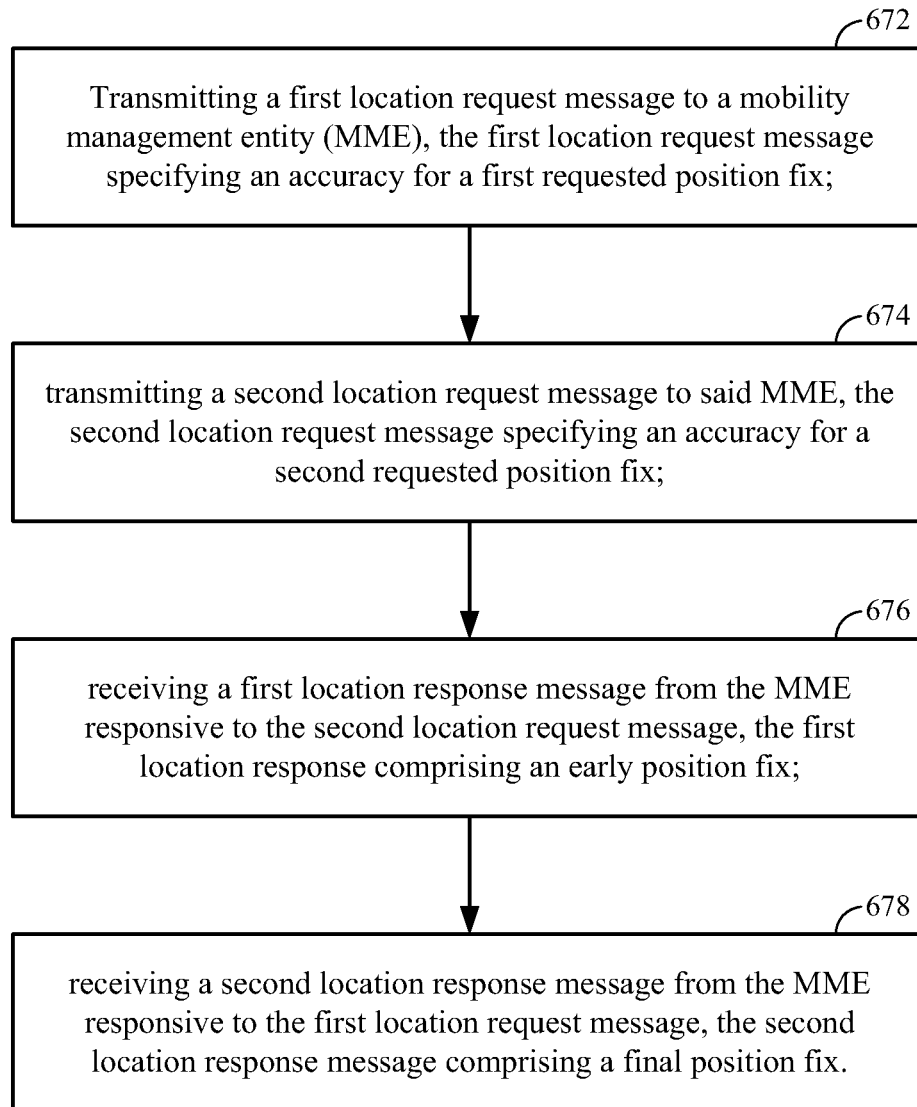 672
Transmitting a first location request message to a mobility
management entity (MME), the first location request message
specifying an accuracy for a first requested position fix;
674
transmitting a second location request message to said MME, the
second location request message specifying an accuracy for a
second requested position fix;
676
receiving a first location response message from the MME
responsive to the second location request message, the first
location response comprising an early position fix;
678
receiving a second location response message from the MME
responsive to the first location request message, the second
location response message comprising a final position fix.